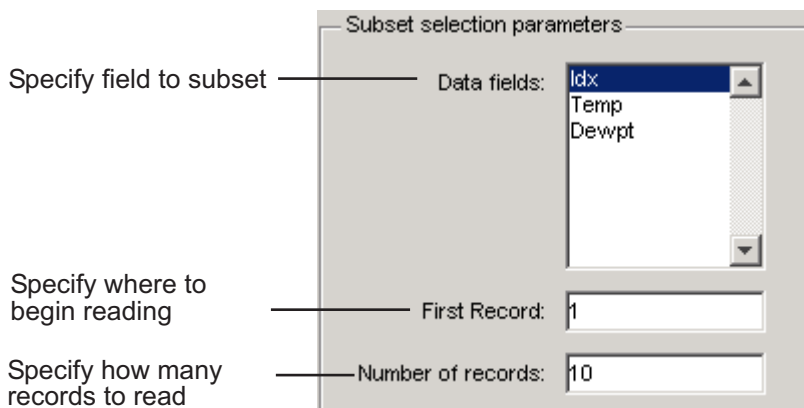 Subset selection parameters
Specify field to subset
Data fields:
Idx
Temp
Dewpt
Specify where to
begin reading
First Record:
1
Specify how many
records to read
Number of records:
10